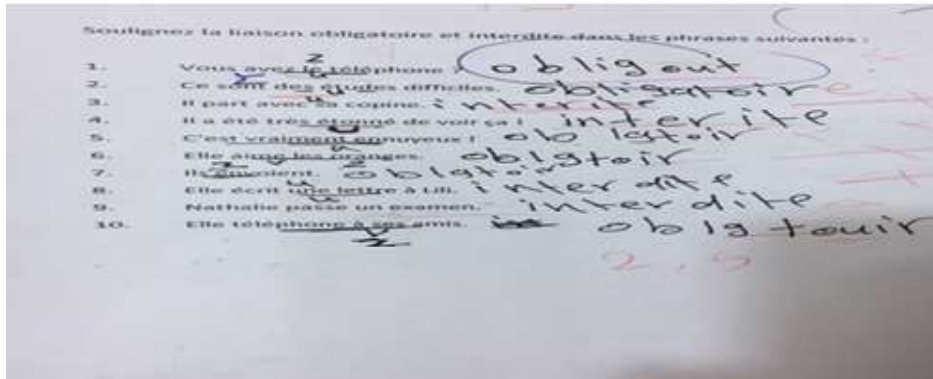 Soulignez la liaison obligatoire et interdite dans les phrases suivantes :
1. Vous avez le téléphone ? obligout
2. Ce sont des études difficiles. obligatoire
3. Il part avec sa copine. interite
4. Il a été très étonné de voir ça ! interite
5. C'est vraiment ennuyeux ! oblgtoir
6. Elle aime les oranges. oblgtoir
7. Ils envoient. oblgtoir
8. Elle écrit une lettre à Lili. interdite
9. Nathalie passe un examen. interdite
10. Elle téléphone à ses amis. oblgtouir
2,5